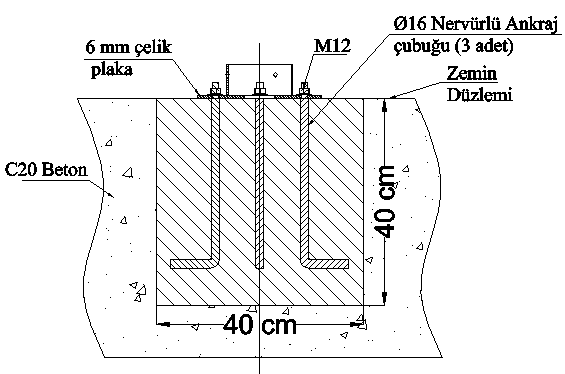 6 mm çelik
plaka
M12
Ø16 Nervürlü Ankraj
çubuğu (3 adet)
Zemin
Düzlemi
C20 Beton
40 cm
40 cm